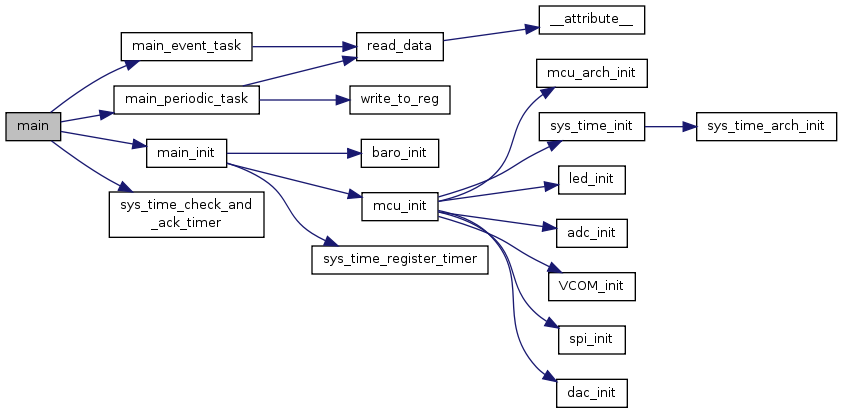 main
main_event_task
main_periodic_task
main_init
sys_time_check_and
_ack_timer
read_data
write_to_reg
baro_init
mcu_init
sys_time_register_timer
__attribute__
mcu_arch_init
sys_time_init
led_init
adc_init
VCOM_init
spi_init
dac_init
sys_time_arch_init